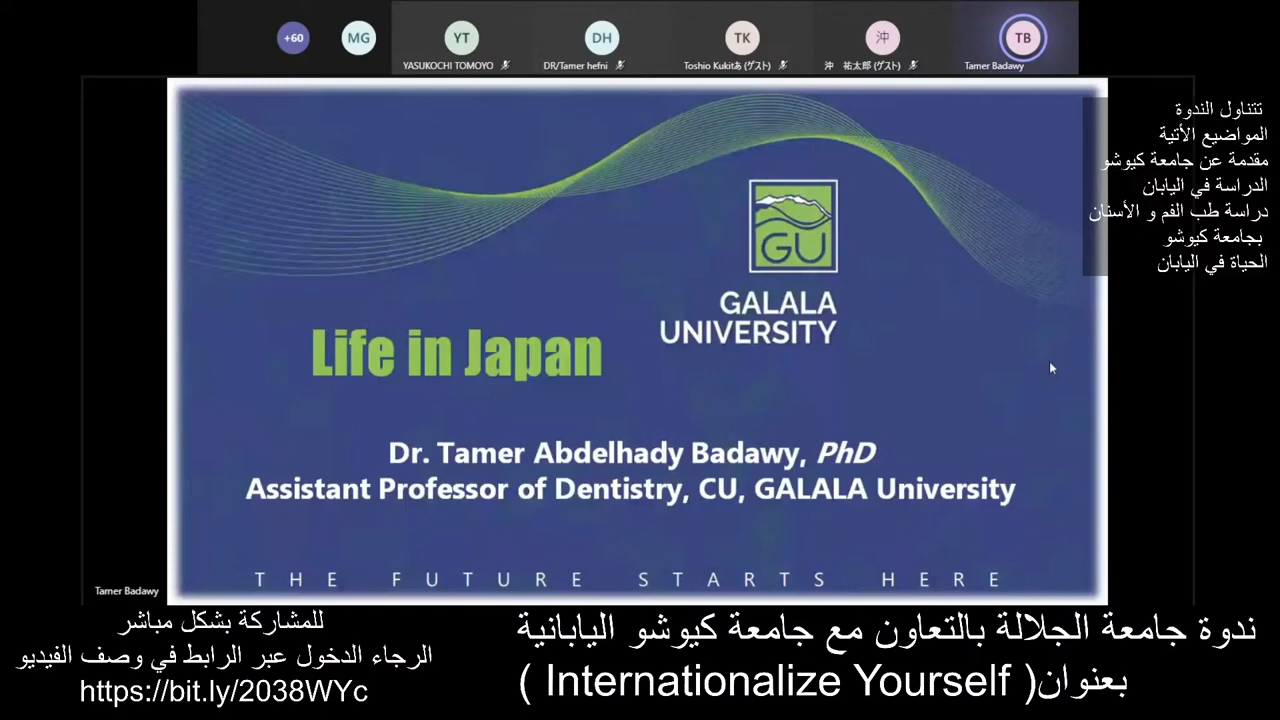 +60
MG
YT
DH
TK
沖
TB
YASUKOCHI TOMOYO
DR/Tamer hefni
Toshio Kukitあ (ゲスト)
沖 祐太郎 (ゲスト)
Tamer Badawy
تتناول الندوة
المواضيع الأتية
مقدمة عن جامعة كيوشو
الدراسة في اليابان
دراسة طب الفم و الأسنان
بجامعة كيوشو
الحياة في اليابان
GU
GALALA
UNIVERSITY
Life in Japan
Dr. Tamer Abdelhady Badawy, PhD
Assistant Professor of Dentistry, CU, GALALA University
THE FUTURE STARTS HERE
Tamer Badawy
للمشاركة بشكل مباشر
الرجاء الدخول عبر الرابط في وصف الفيديو
https://bit.ly/2038WYc
ندوة جامعة الجلالة بالتعاون مع جامعة كيوشو اليابانية
بعنوان( Internationalize Yourself )